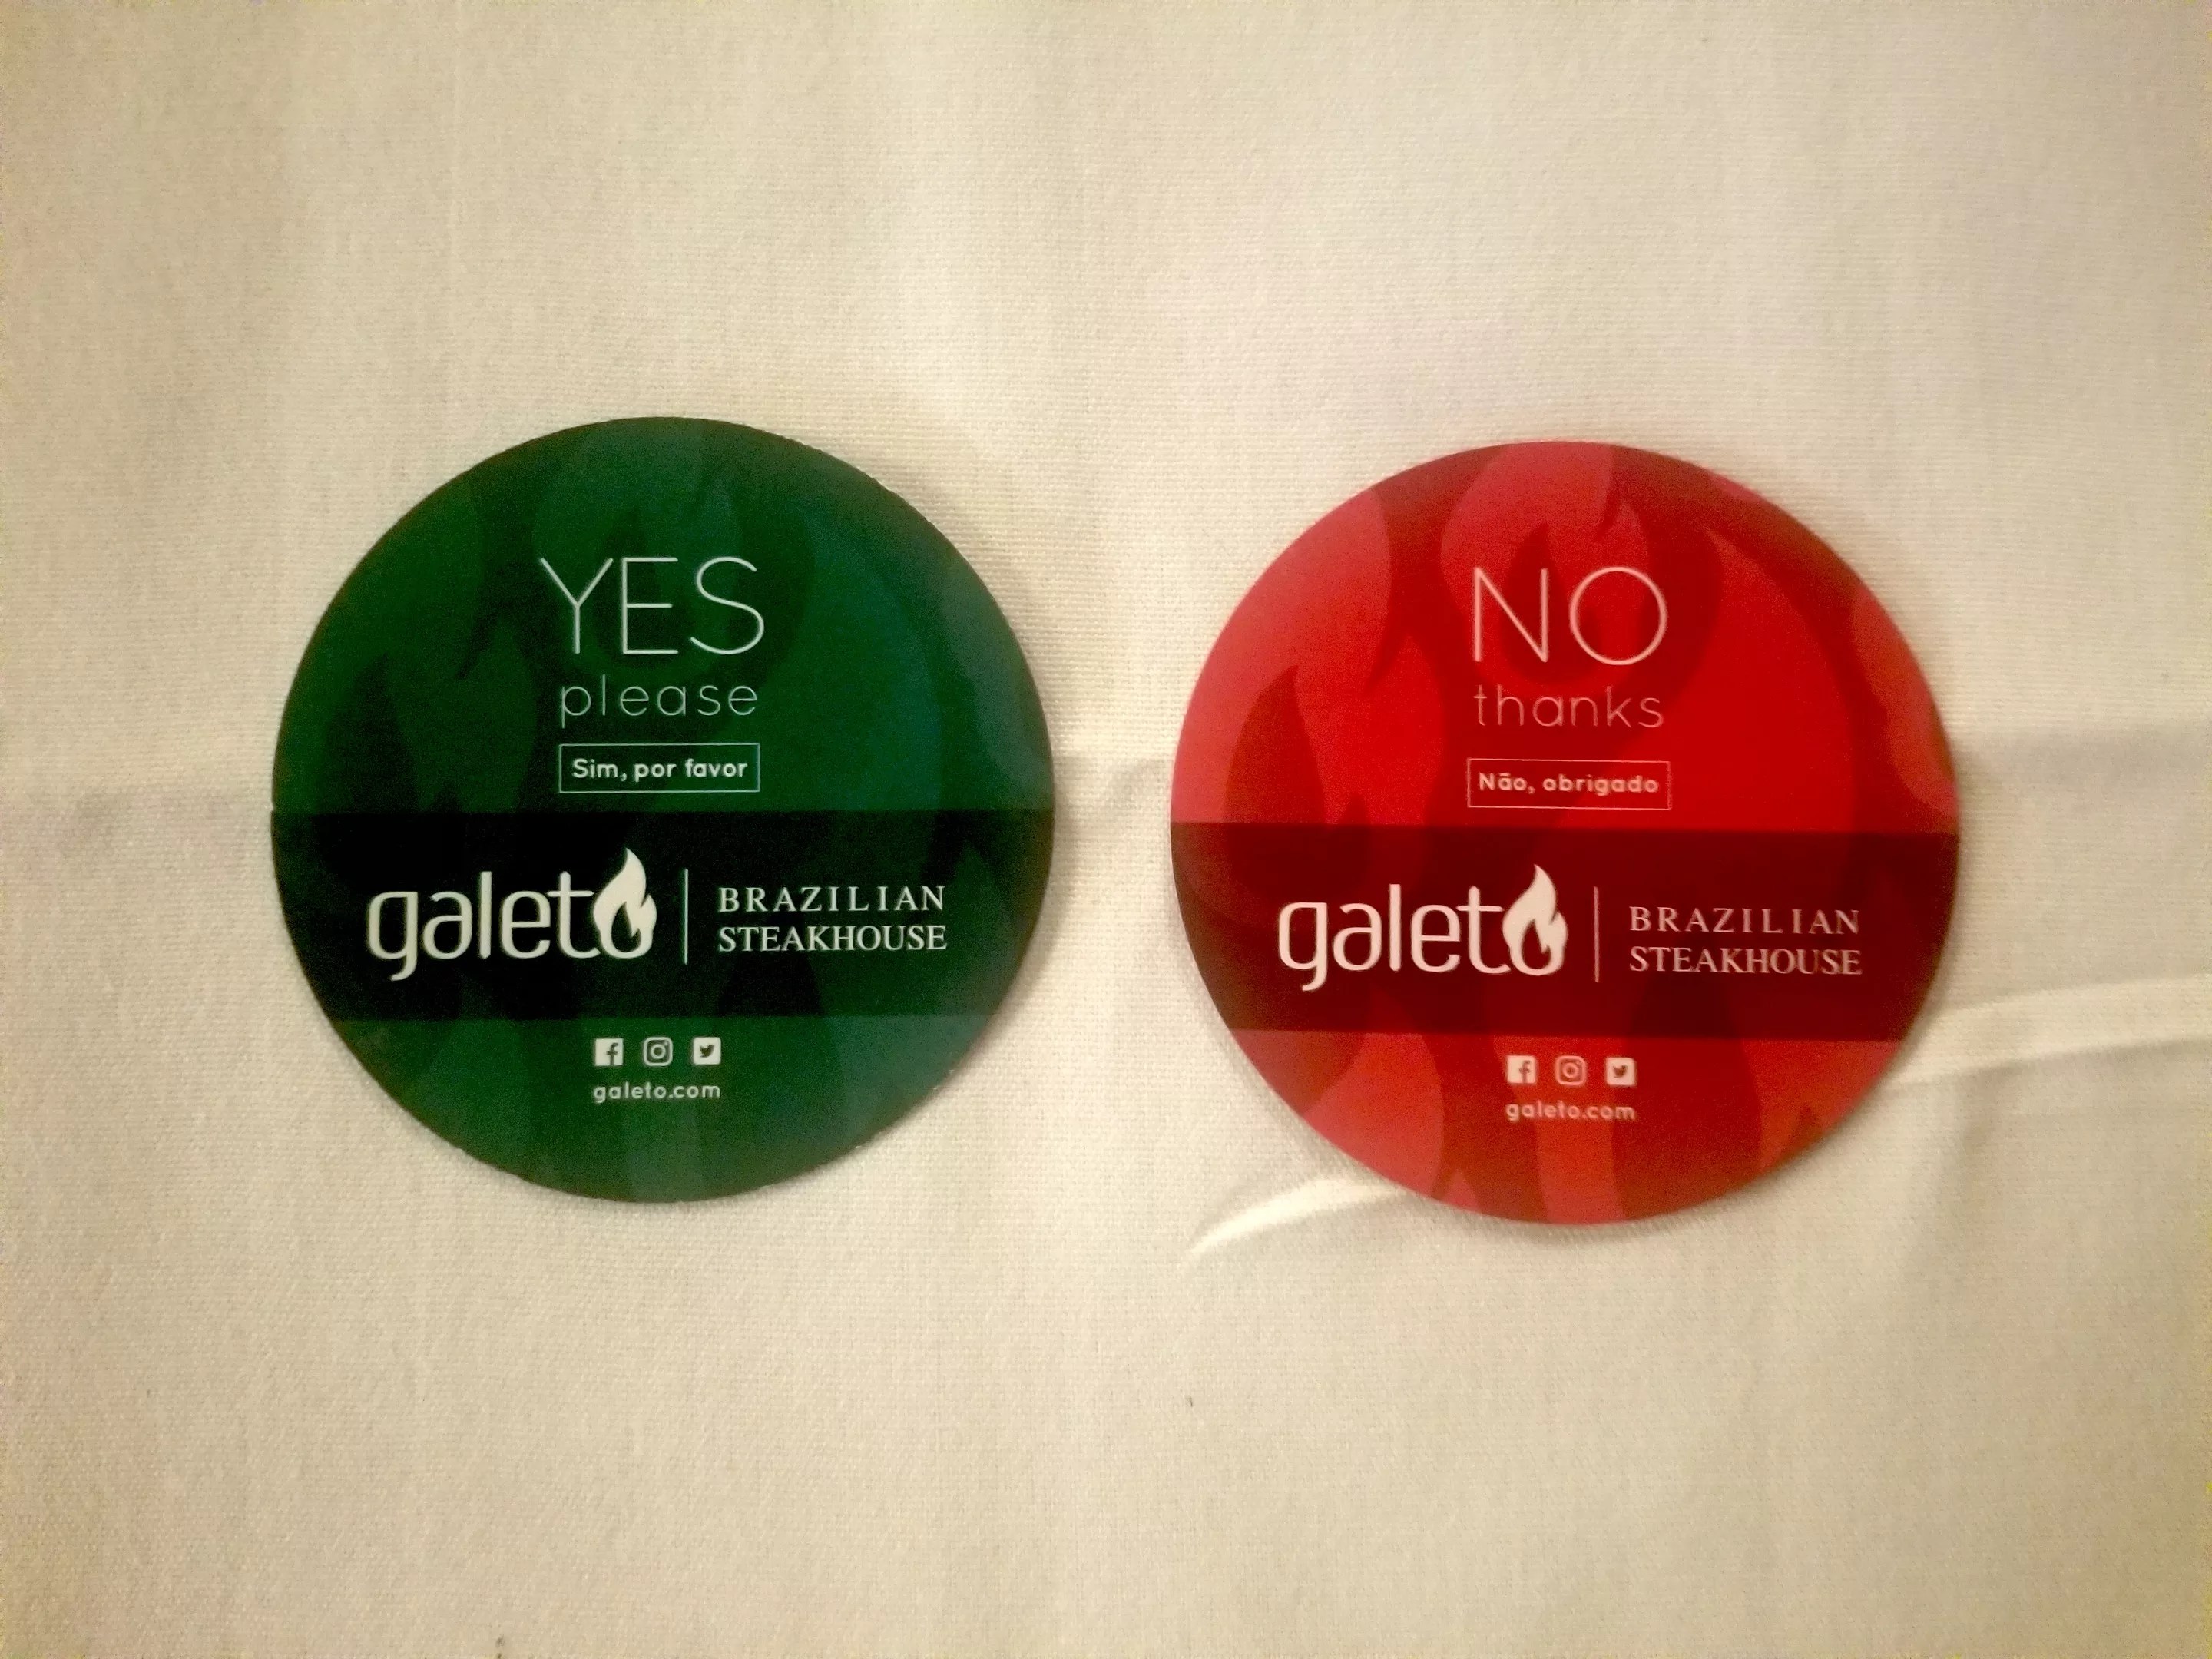 YES
please
Sim, por favor
galeto
BRAZILIAN
STEAKHOUSE
galeto.com
NO
thanks
Não, obrigado
galeto
BRAZILIAN
STEAKHOUSE
galeto.com